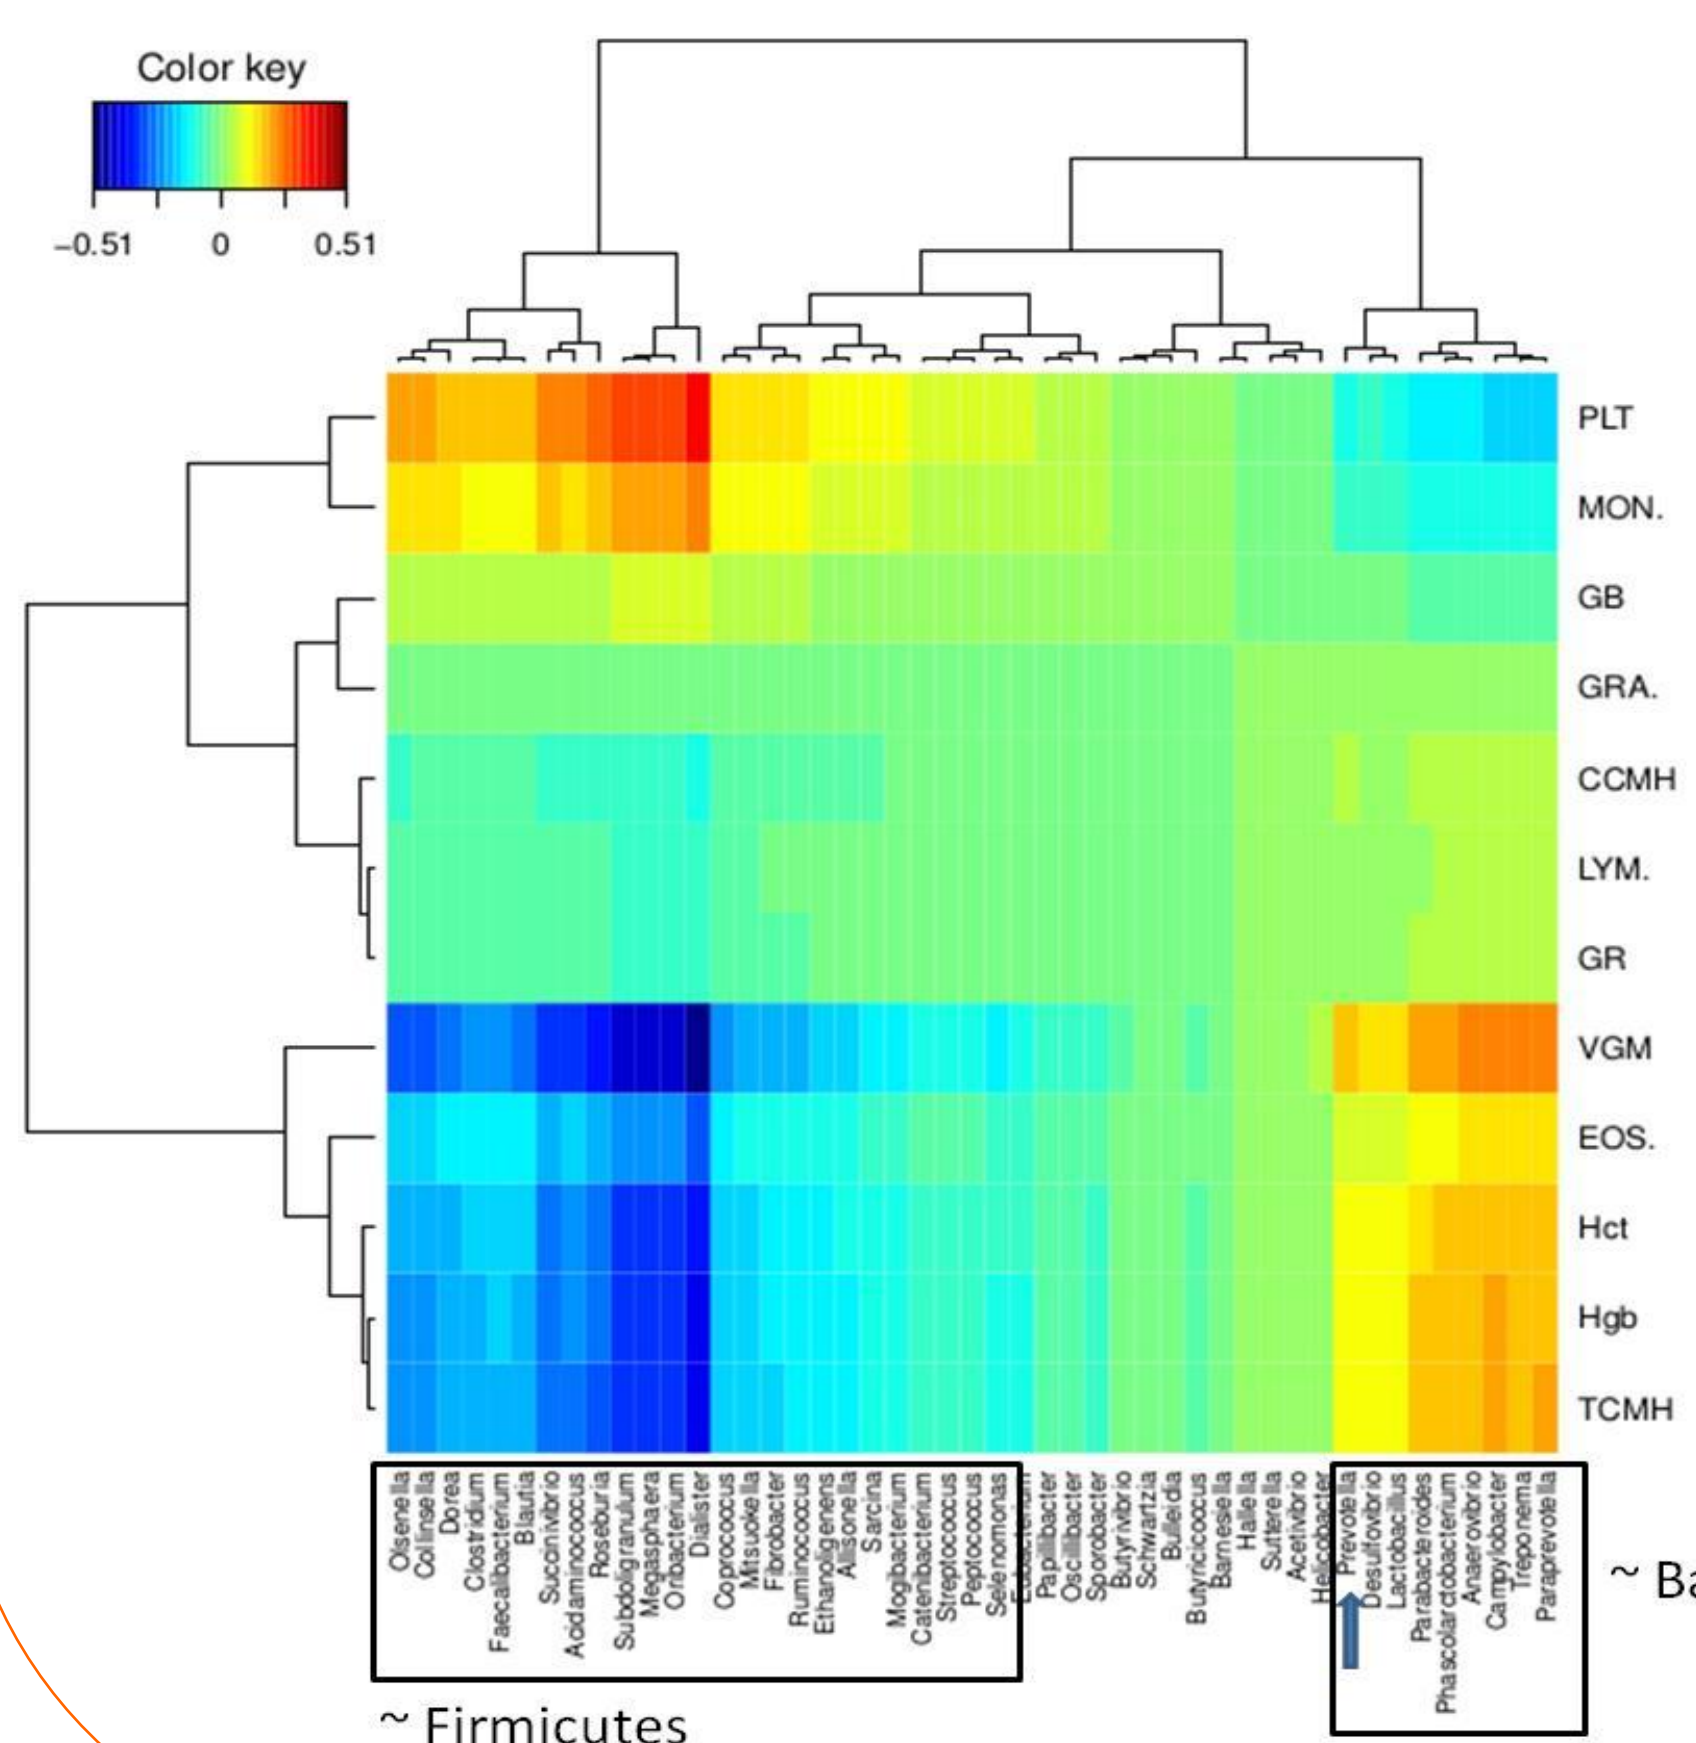 Color key
−0.51 0 0.51
PLT
MON.
GB
GRA.
CCMH
LYM.
GR
VGM
EOS.
Hct
Hgb
TCMH
Olsenella
Collinsella
Dorea
Clostridium
Faecalibacterium
Blautia
Succinivibrio
Acidaminococcus
Roseburia
Subdoligranulum
Megasphaera
Oribacterium
Dialister
Coprococcus
Mitsuokella
Fibrobacter
Ruminococcus
Ethanoligenens
Allisonella
Sarcina
Mogibacterium
Catenibacterium
Streptococcus
Peptococcus
Selenomonas
Eubacterium
Papillibacter
Oscillibacter
Sporobacter
Butyrivibrio
Schwartzia
Bulleidia
Butyricicoccus
Barnesiella
Hallella
Sutterella
Acetivibrio
Helicobacter
Prevotella
Desulfovibrio
Lactobacillus
Parabacteroides
Phascolarctobacterium
Anaerovibrio
Campylobacter
Treponema
Paraprevotella
~ Ba
~ Firmicutes